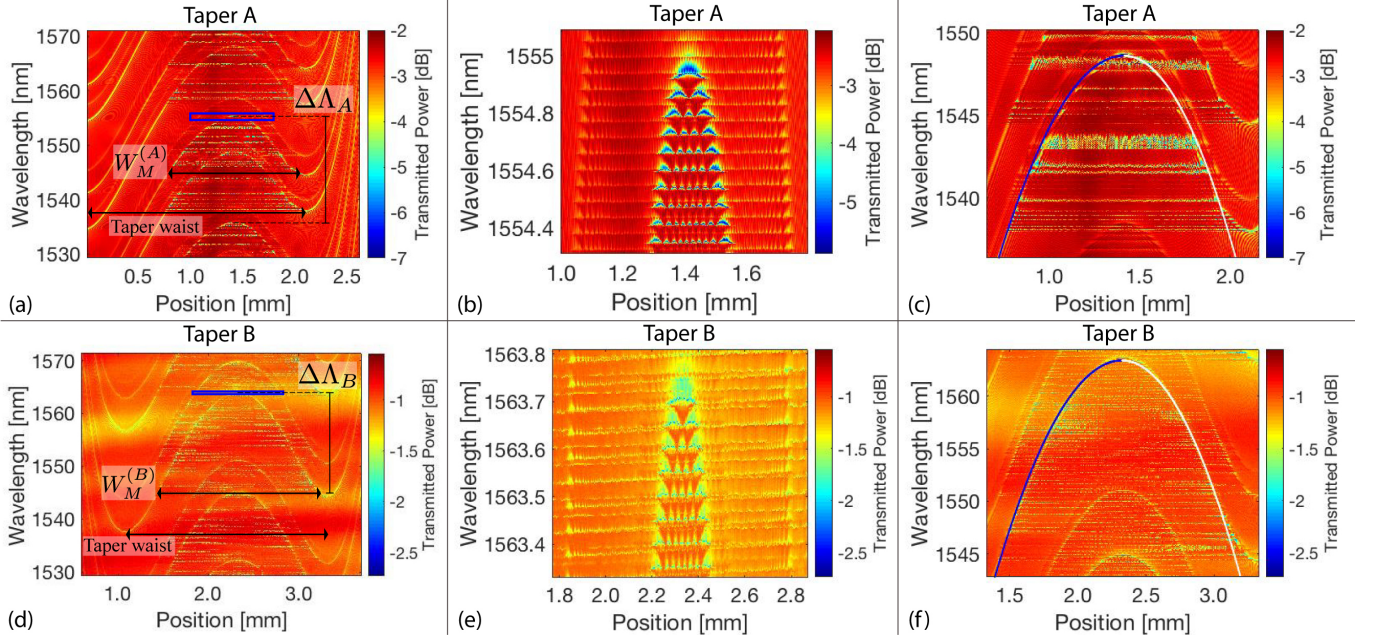 Taper A
Wavelength [nm]
1570
1560
1550
1540
1530
ΔΛ_A
W_M^(A)
Taper waist
0.5 1.0 1.5 2.0 2.5
Position [mm]
-2
-3
-4
-5
-6
-7
Transmitted Power [dB]
(a)
Taper A
Wavelength [nm]
1555
1554.8
1554.6
1554.4
1.0 1.2 1.4 1.6
Position [mm]
-3
-4
-5
Transmitted Power [dB]
(b)
Taper A
Wavelength [nm]
1550
1545
1540
1.0 1.5 2.0
Position [mm]
-2
-3
-4
-5
-6
-7
Transmitted Power [dB]
(c)
Taper B
Wavelength [nm]
1570
1560
1550
1540
1530
ΔΛ_B
W_M^(B)
Taper waist
1.0 2.0 3.0
Position [mm]
-1
-1.5
-2
-2.5
Transmitted Power [dB]
(d)
Taper B
Wavelength [nm]
1563.8
1563.7
1563.6
1563.5
1563.4
1.8 2.0 2.2 2.4 2.6 2.8
Position [mm]
-1
-1.5
-2
-2.5
Transmitted Power [dB]
(e)
Taper B
Wavelength [nm]
1560
1555
1550
1545
1.5 2.0 2.5 3.0
Position [mm]
-1
-1.5
-2
-2.5
Transmitted Power [dB]
(f)